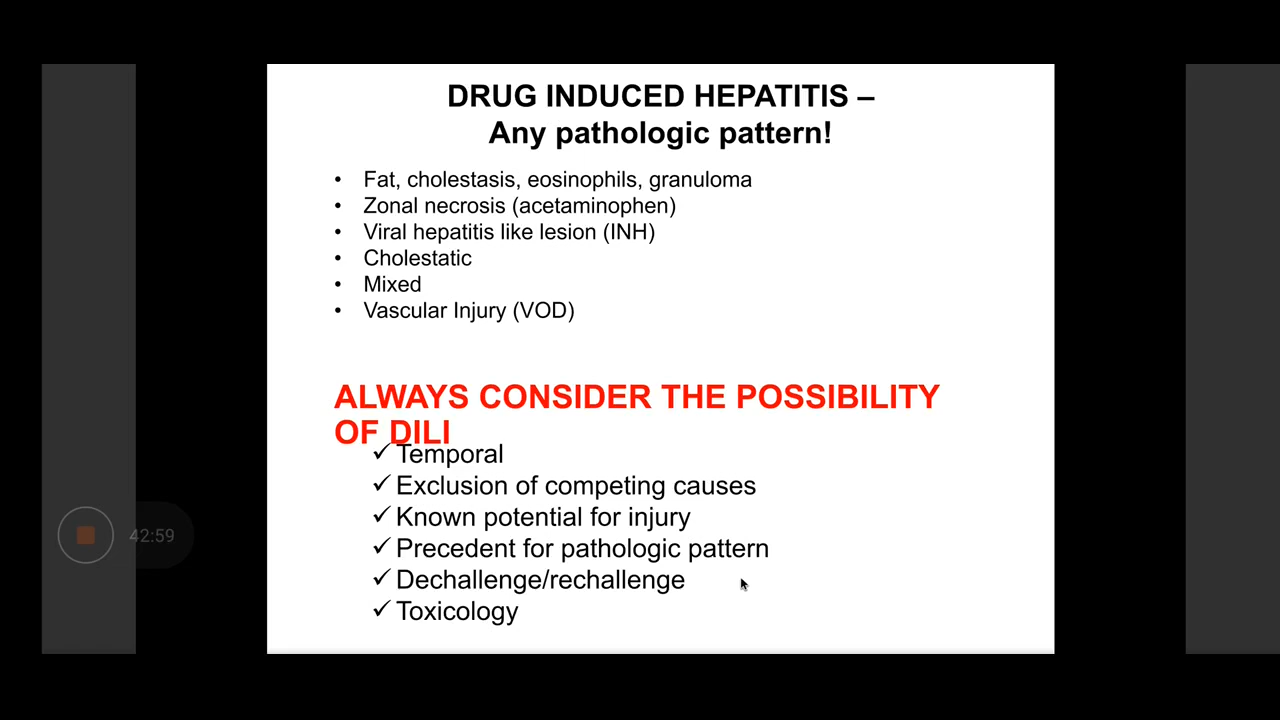 DRUG INDUCED HEPATITIS –
Any pathologic pattern!
• Fat, cholestasis, eosinophils, granuloma
• Zonal necrosis (acetaminophen)
• Viral hepatitis like lesion (INH)
• Cholestatic
• Mixed
• Vascular Injury (VOD)
ALWAYS CONSIDER THE POSSIBILITY
OF DILI
✓ Temporal
✓ Exclusion of competing causes
✓ Known potential for injury
✓ Precedent for pathologic pattern
✓ Dechallenge/rechallenge
✓ Toxicology
42:59